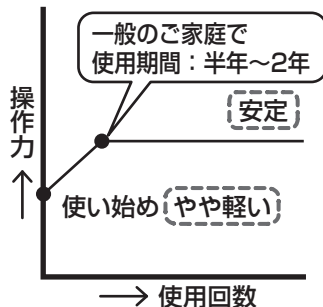 一般のご家庭で
使用期間：半年～2年
安定
操作力
使い始め やや軽い
使用回数